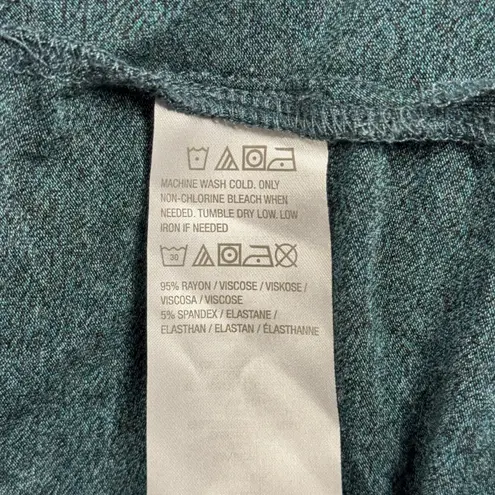 MACHINE WASH COLD. ONLY
NON-CHLORINE BLEACH WHEN
NEEDED. TUMBLE DRY LOW. LOW
IRON IF NEEDED
30
95% RAYON / VISCOSE / VISKOSE /
VISCOSA / VISCOSE
5% SPANDEX / ELASTANE /
ELASTHAN / ELASTAN / ÉLASTHANNE